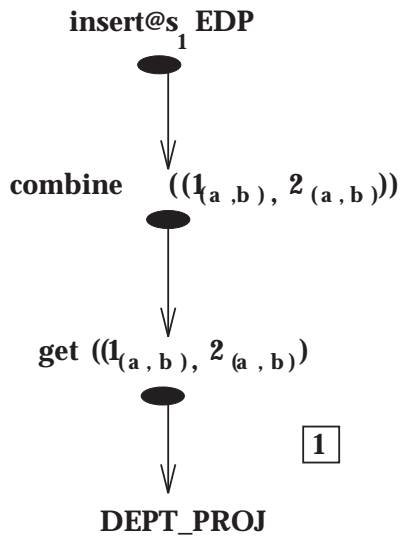 insert@s₁ EDP
combine ((1₍ₐ ,b₎, 2 ₍ₐ , b₎))
get ((1₍ₐ , b₎, 2 ₍ₐ , b₎)
1
DEPT_PROJ